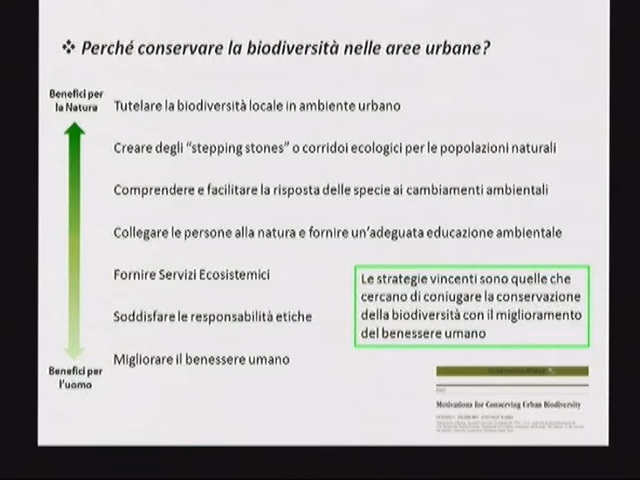 ❖ Perché conservare la biodiversità nelle aree urbane?
Benefici per
la Natura
Tutelare la biodiversità locale in ambiente urbano
Creare degli “stepping stones” o corridoi ecologici per le popolazioni naturali
Comprendere e facilitare la risposta delle specie ai cambiamenti ambientali
Collegare le persone alla natura e fornire un’adeguata educazione ambientale
Fornire Servizi Ecosistemici
Le strategie vincenti sono quelle che
cercano di coniugare la conservazione
della biodiversità con il miglioramento
del benessere umano
Soddisfare le responsabilità etiche
Migliorare il benessere umano
Benefici per
l’uomo
Motivations for Conserving Urban Biodiversity